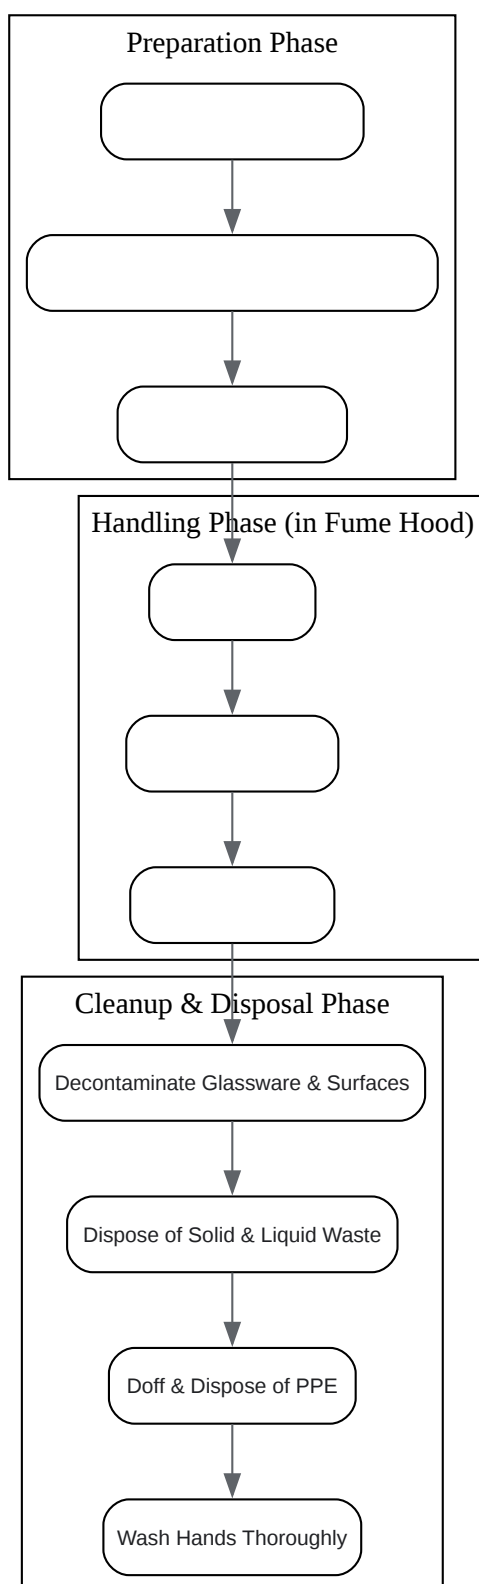 Preparation Phase
Handling Phase (in Fume Hood)
Cleanup & Disposal Phase
Decontaminate Glassware & Surfaces
Dispose of Solid & Liquid Waste
Doff & Dispose of PPE
Wash Hands Thoroughly